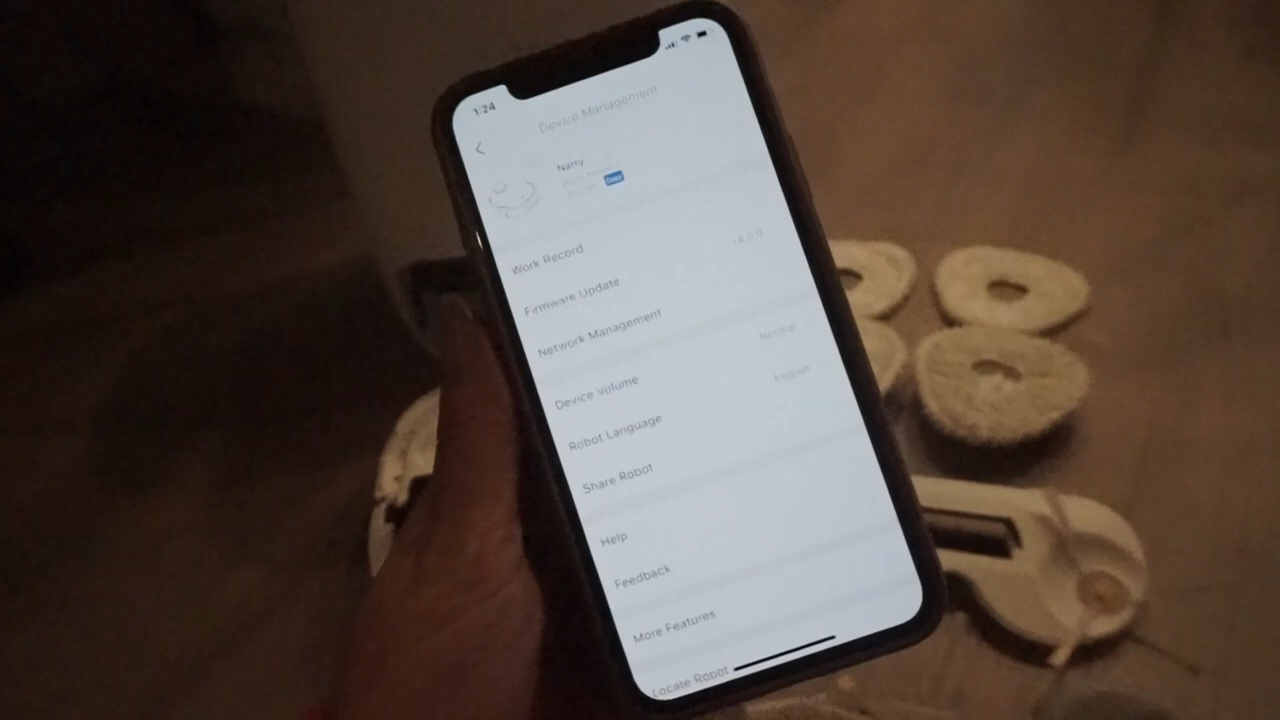 1:24
Device Management
Narry
Copy
Work Record
Firmware Update
Network Management
Device Volume
Normal
Robot Language
English
Share Robot
Help
Feedback
More Features
Locate Robot